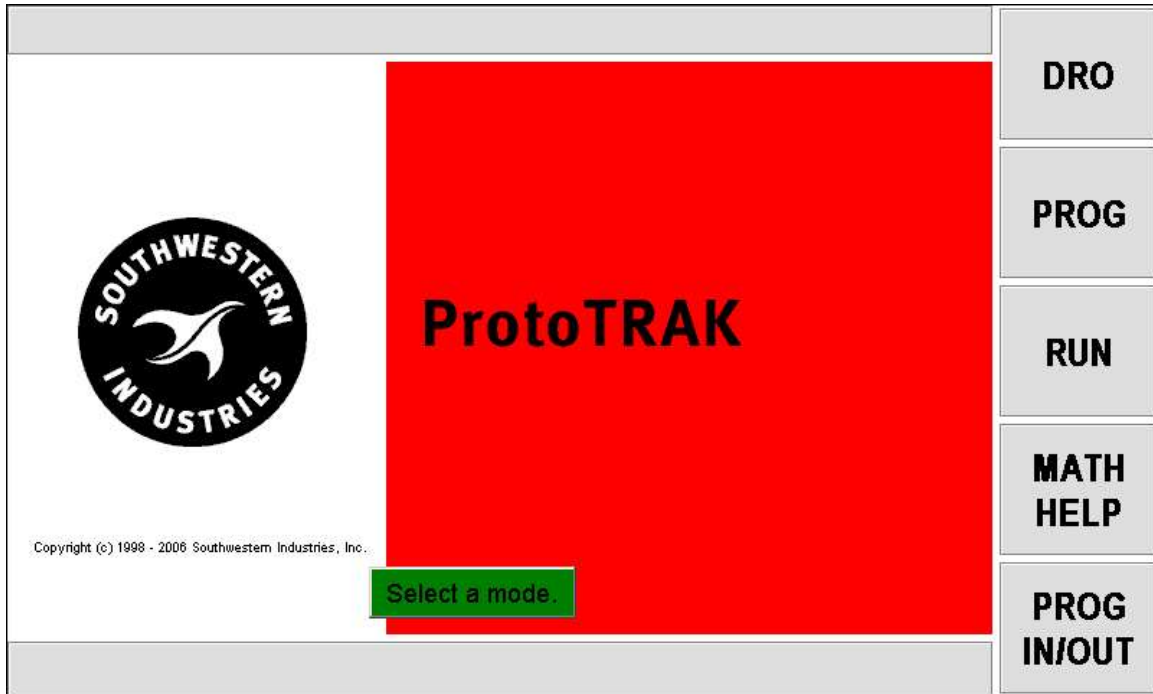 SOUTHWESTERN
INDUSTRIES
Copyright (c) 1998 - 2006 Southwestern Industries, Inc.
ProtoTRAK
Select a mode.
DRO
PROG
RUN
MATH
HELP
PROG
IN/OUT